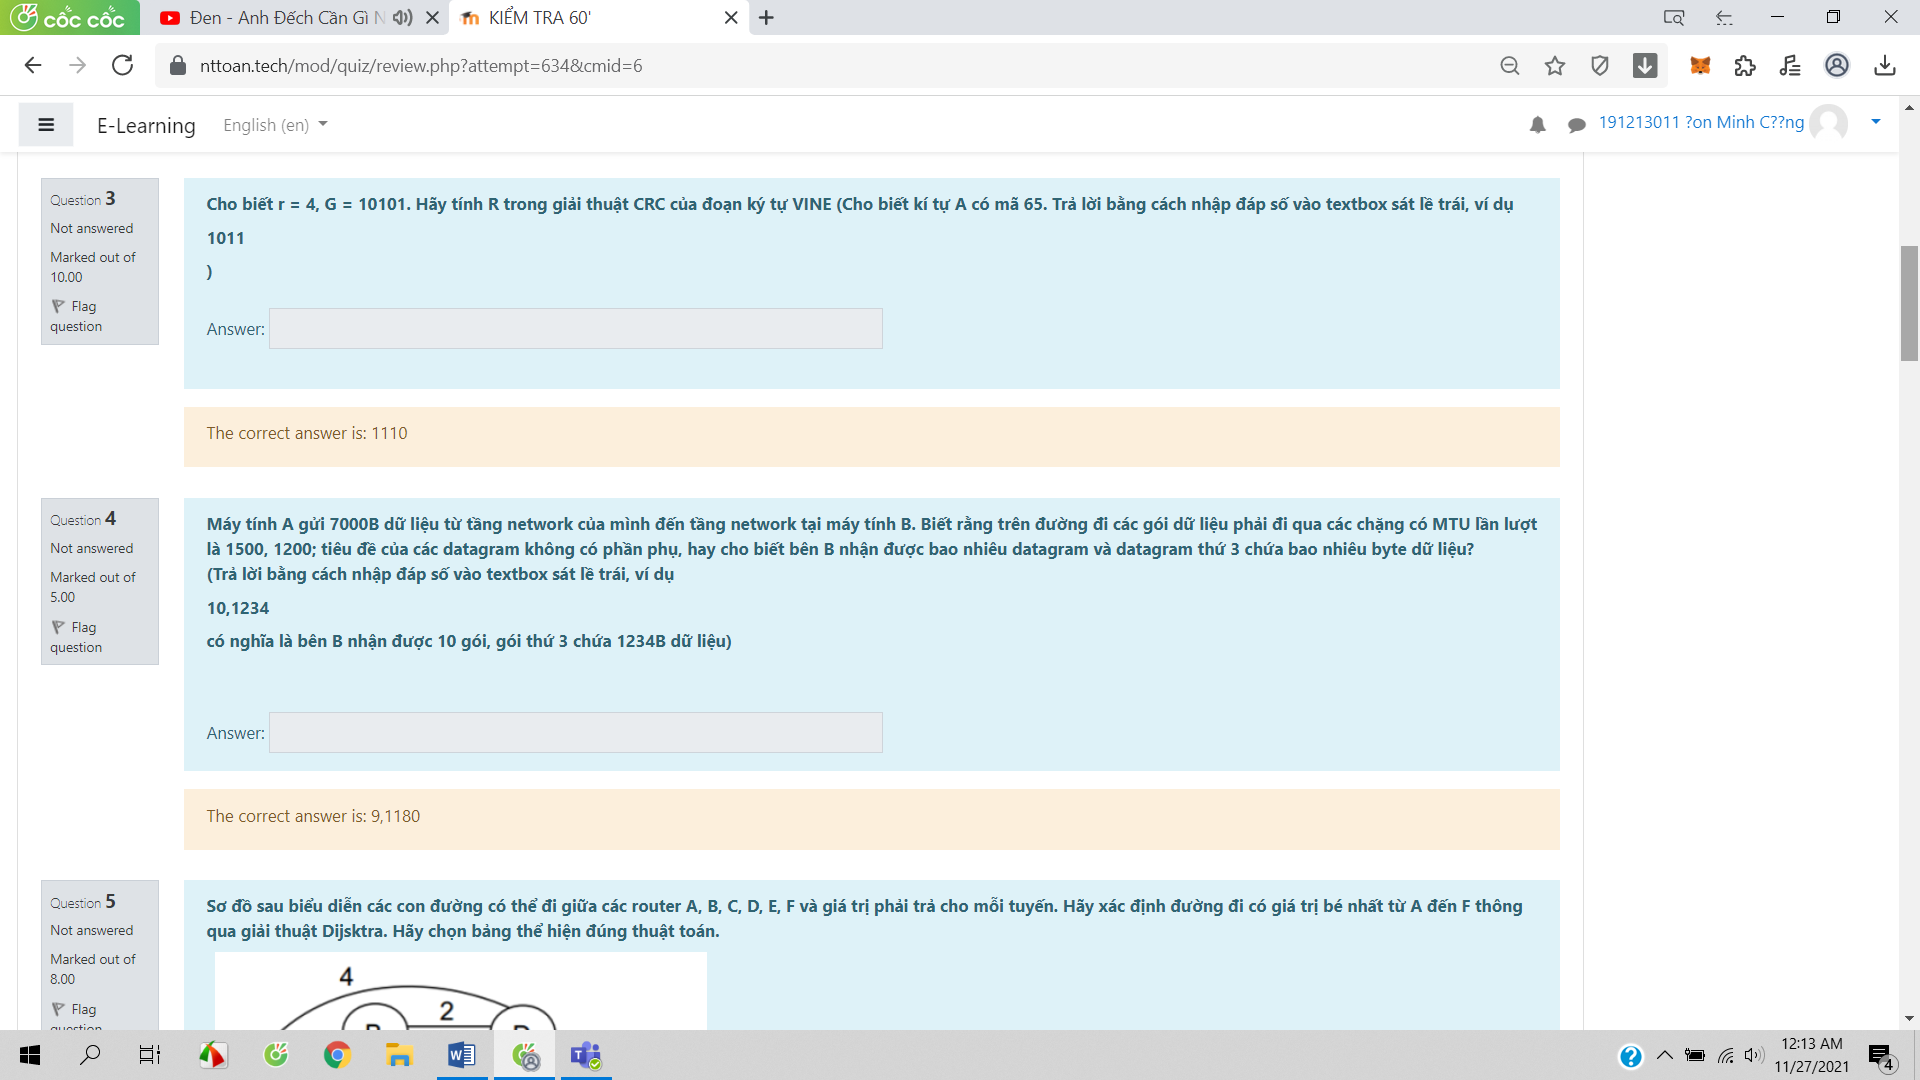 cốc cốc
Đen - Anh Đếch Cần Gì N
KIỂM TRA 60'
nttoan.tech/mod/quiz/review.php?attempt=634&cmid=6
E-Learning
English (en)
191213011 ?on Minh C??ng
Question 3
Not answered
Marked out of
10.00
Flag
question
Cho biết r = 4, G = 10101. Hãy tính R trong giải thuật CRC của đoạn ký tự VINE (Cho biết kí tự A có mã 65. Trả lời bằng cách nhập đáp số vào textbox sát lề trái, ví dụ
1011
)
Answer:
The correct answer is: 1110
Question 4
Not answered
Marked out of
5.00
Flag
question
Máy tính A gửi 7000B dữ liệu từ tầng network của mình đến tầng network tại máy tính B. Biết rằng trên đường đi các gói dữ liệu phải đi qua các chặng có MTU lần lượt
là 1500, 1200; tiêu đề của các datagram không có phần phụ, hay cho biết bên B nhận được bao nhiêu datagram và datagram thứ 3 chứa bao nhiêu byte dữ liệu?
(Trả lời bằng cách nhập đáp số vào textbox sát lề trái, ví dụ
10,1234
có nghĩa là bên B nhận được 10 gói, gói thứ 3 chứa 1234B dữ liệu)
Answer:
The correct answer is: 9,1180
Question 5
Not answered
Marked out of
8.00
Flag
question
Sơ đồ sau biểu diễn các con đường có thể đi giữa các router A, B, C, D, E, F và giá trị phải trả cho mỗi tuyến. Hãy xác định đường đi có giá trị bé nhất từ A đến F thông
qua giải thuật Dijsktra. Hãy chọn bảng thể hiện đúng thuật toán.
4
2
12:13 AM
11/27/2021
4